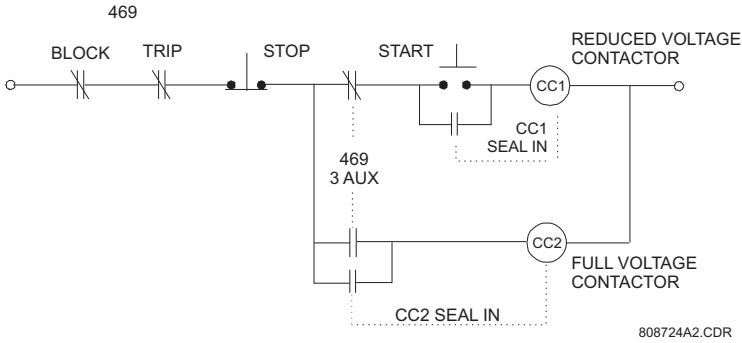 469
BLOCK
TRIP
STOP
START
REDUCED VOLTAGE
CONTACTOR
CC1
CC1
SEAL IN
469
3 AUX
CC2
FULL VOLTAGE
CONTACTOR
CC2 SEAL IN
808724A2.CDR